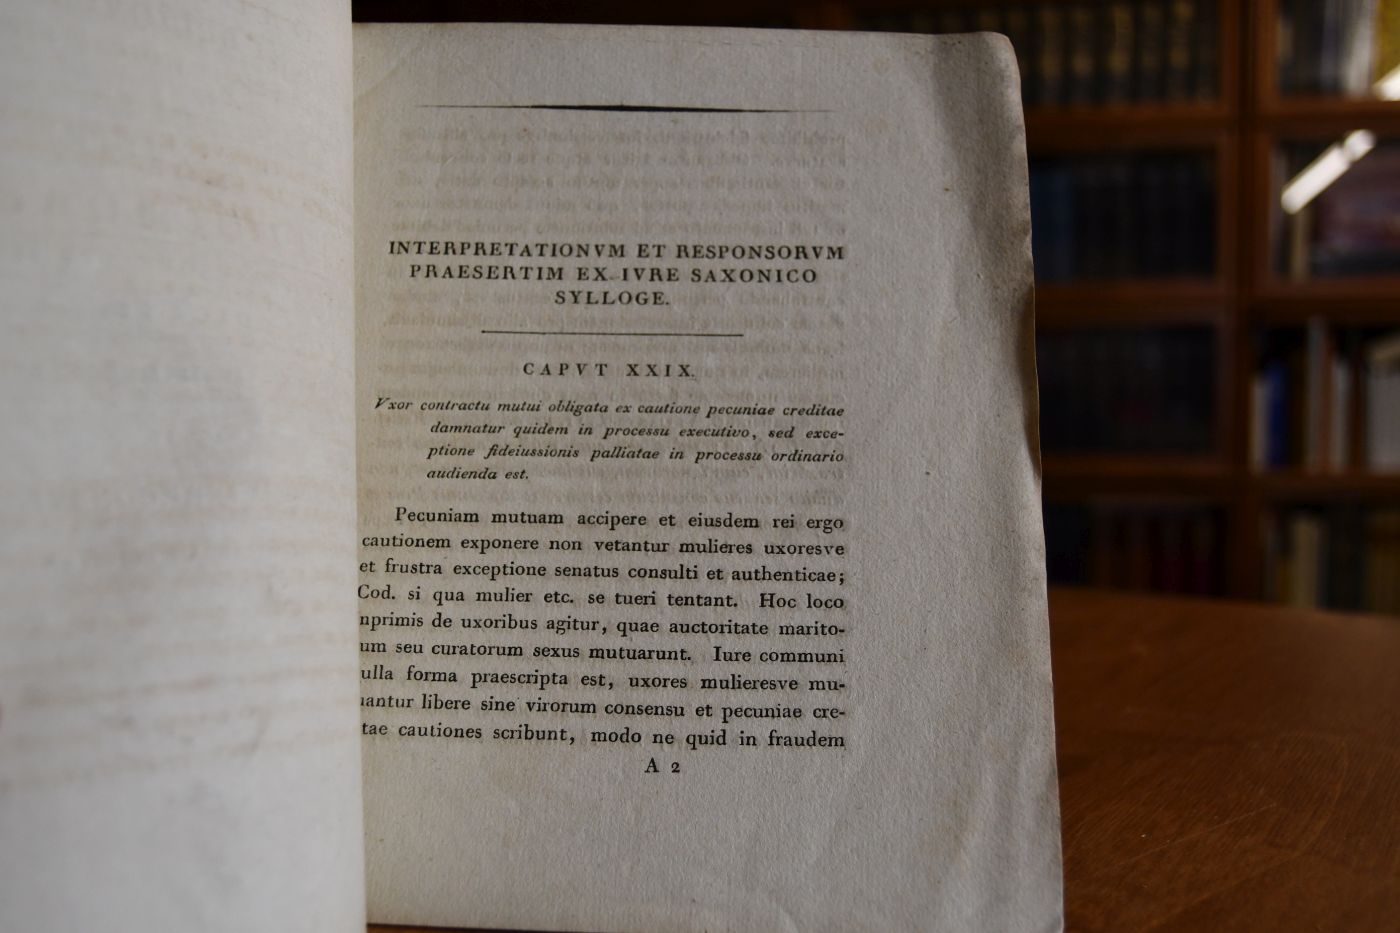 INTERPRETATIONVM ET RESPONSORVM
PRAESERTIM EX IVRE SAXONICO
SYLLOGE.
CAPVT XXIX.
Vxor contractu mutui obligata ex cautione pecuniae creditae
damnatur quidem in processu executivo, sed exce-
ptione fideiussionis palliatae in processu ordinario
audienda est.
Pecuniam mutuam accipere et eiusdem rei ergo
cautionem exponere non vetantur mulieres uxoresve
et frustra exceptione senatus consulti et authenticae;
Cod. si qua mulier etc. se tueri tentant. Hoc loco
nprimis de uxoribus agitur, quae auctoritate marito-
um seu curatorum sexus mutuarunt. Iure communi
ulla forma praescripta est, uxores mulieresve mu-
uantur libere sine virorum consensu et pecuniae cre-
tae cautiones scribunt, modo ne quid in fraudem
A 2